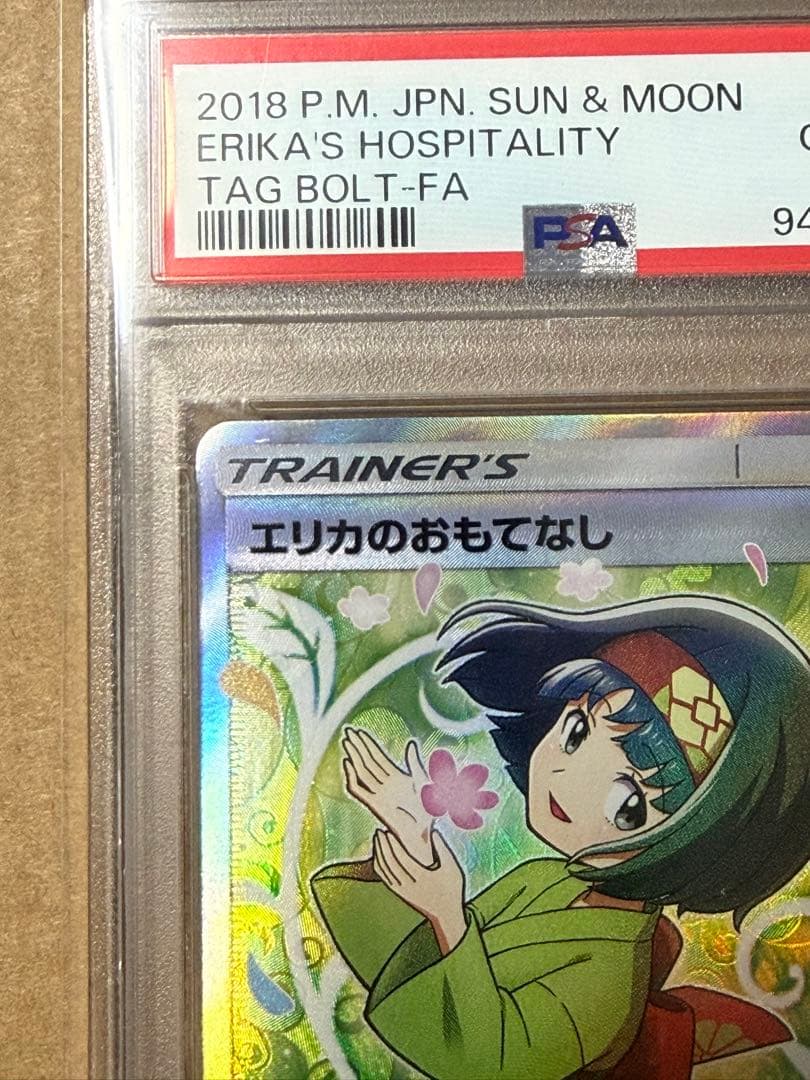 2018 P.M. JPN. SUN & MOON
ERIKA'S HOSPITALITY
TAG BOLT-FA
94
PSA
TRAINER'S
エリカのおもてなし